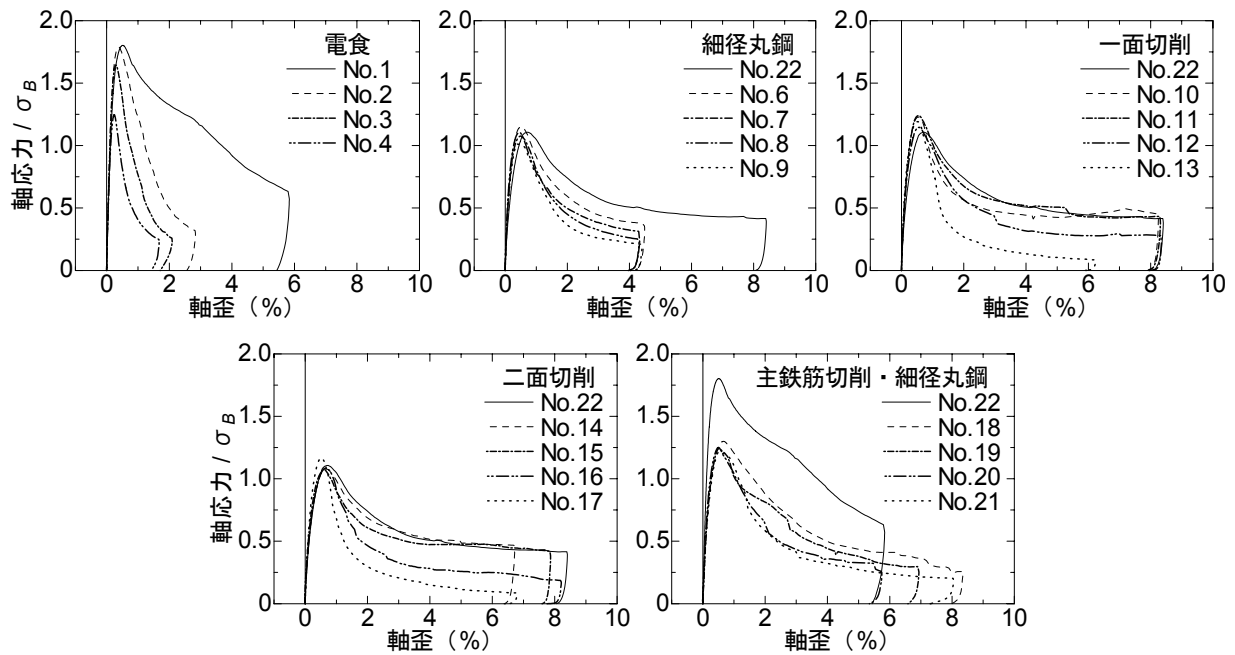 電食
No.1
No.2
No.3
No.4
軸応力 / σB
2.0
1.5
1.0
0.5
0
0 2 4 6 8 10
軸歪（%）
細径丸鋼
No.22
No.6
No.7
No.8
No.9
2.0
1.5
1.0
0.5
0
0 2 4 6 8 10
軸歪（%）
一面切削
No.22
No.10
No.11
No.12
No.13
2.0
1.5
1.0
0.5
0
0 2 4 6 8 10
軸歪（%）
二面切削
No.22
No.14
No.15
No.16
No.17
軸応力 / σB
2.0
1.5
1.0
0.5
0
0 2 4 6 8 10
軸歪（%）
主鉄筋切削・細径丸鋼
No.22
No.18
No.19
No.20
No.21
2.0
1.5
1.0
0.5
0
0 2 4 6 8 10
軸歪（%）